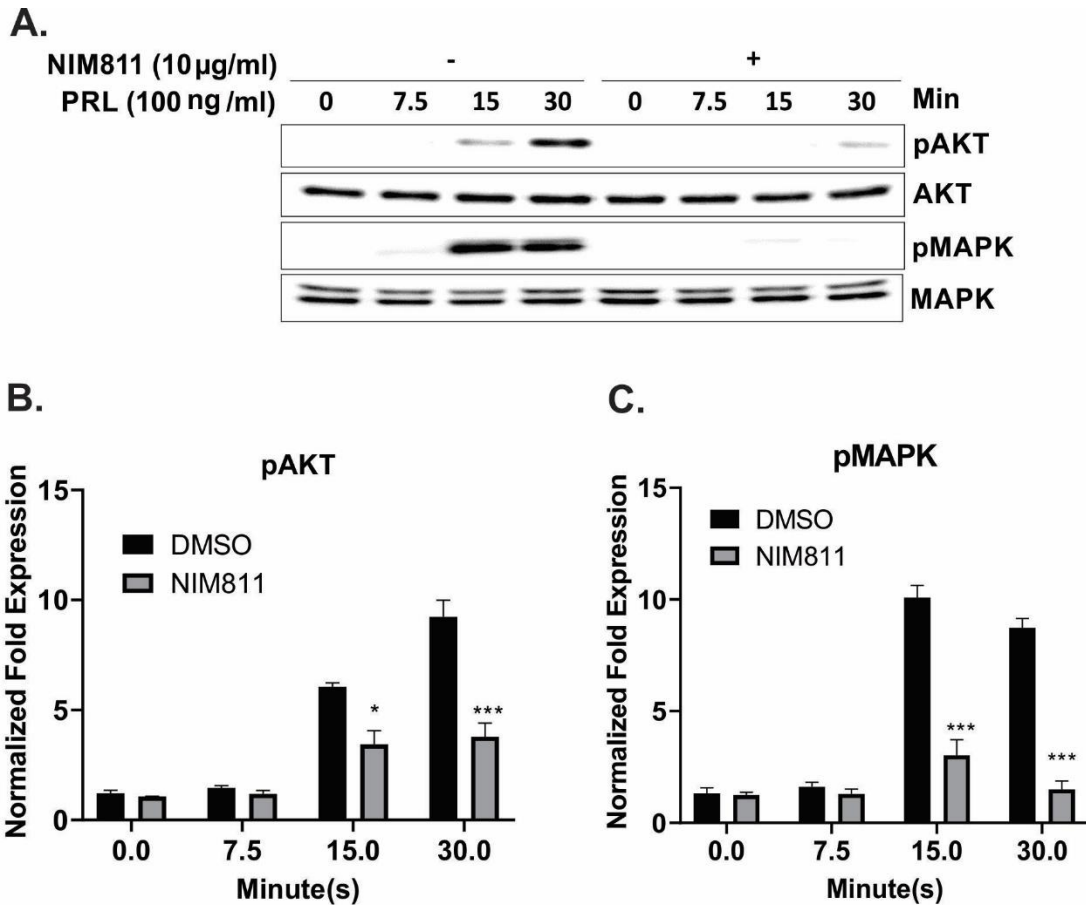 A.
NIM811 (10 µg/ml) - +
PRL (100 ng/ml) 0 7.5 15 30 0 7.5 15 30 Min
pAKT
AKT
pMAPK
MAPK
B.
pAKT
Normalized Fold Expression
15
10
5
0
DMSO
NIM811
*
***
0.0 7.5 15.0 30.0
Minute(s)
C.
pMAPK
Normalized Fold Expression
15
10
5
0
DMSO
NIM811
***
***
0.0 7.5 15.0 30.0
Minute(s)